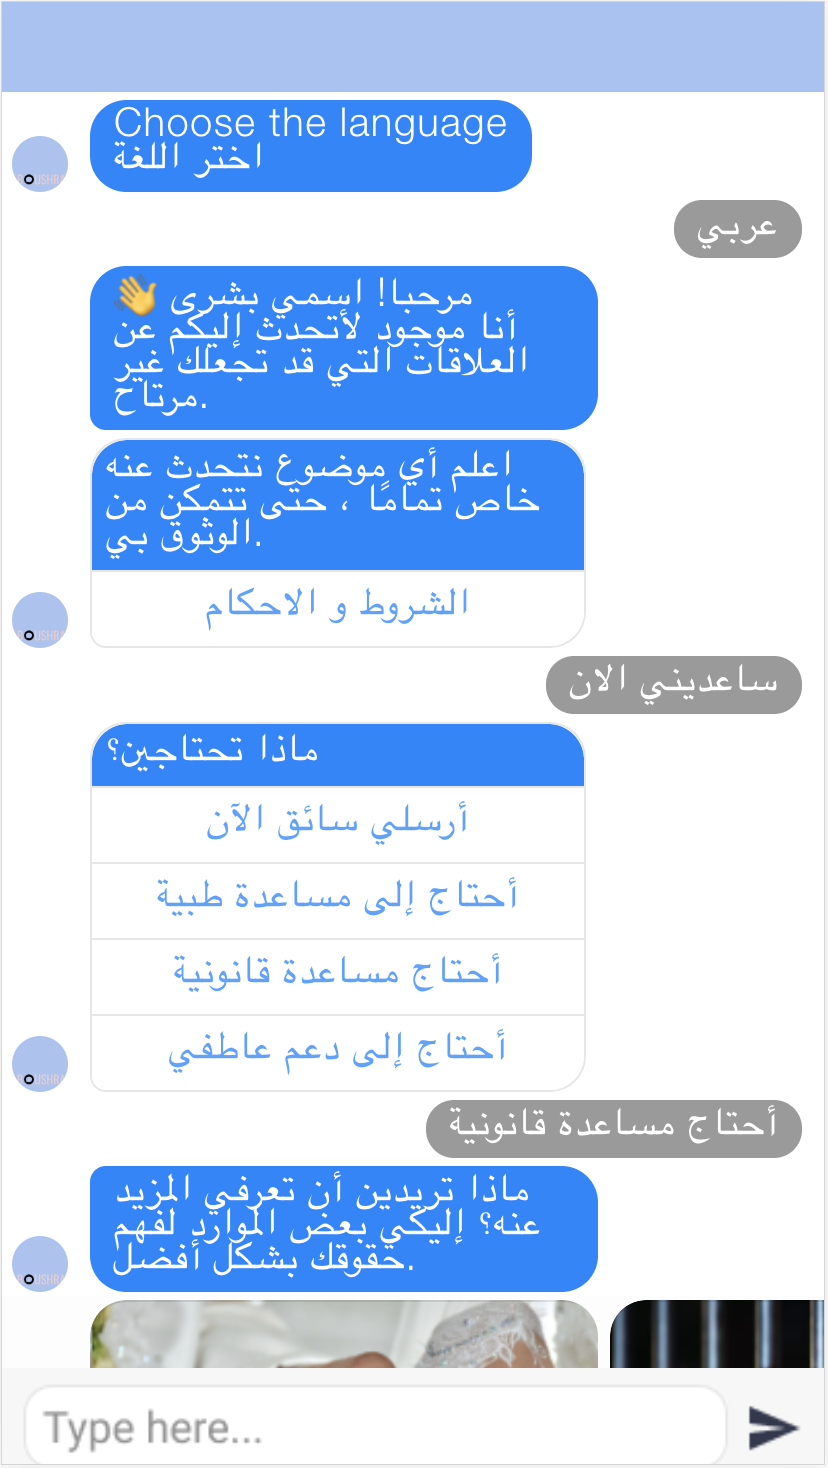 Choose the language
اختر اللغة
عربي
مرحبا! اسمي بشرى 👋
أنا موجود لأتحدث إليكم عن
العلاقات التي قد تجعلك غير
مرتاح.
اعلم أي موضوع نتحدث عنه
خاص تمامًا ، حتى تتمكن من
الوثوق بي.
الشروط و الاحكام
ساعديني الان
ماذا تحتاجين؟
أرسلي سائق الآن
أحتاج إلى مساعدة طبية
أحتاج مساعدة قانونية
أحتاج إلى دعم عاطفي
أحتاج مساعدة قانونية
ماذا تريدين أن تعرفي المزيد
عنه؟ إليكي بعض الموارد لفهم
حقوقك بشكل أفضل.
Type here...